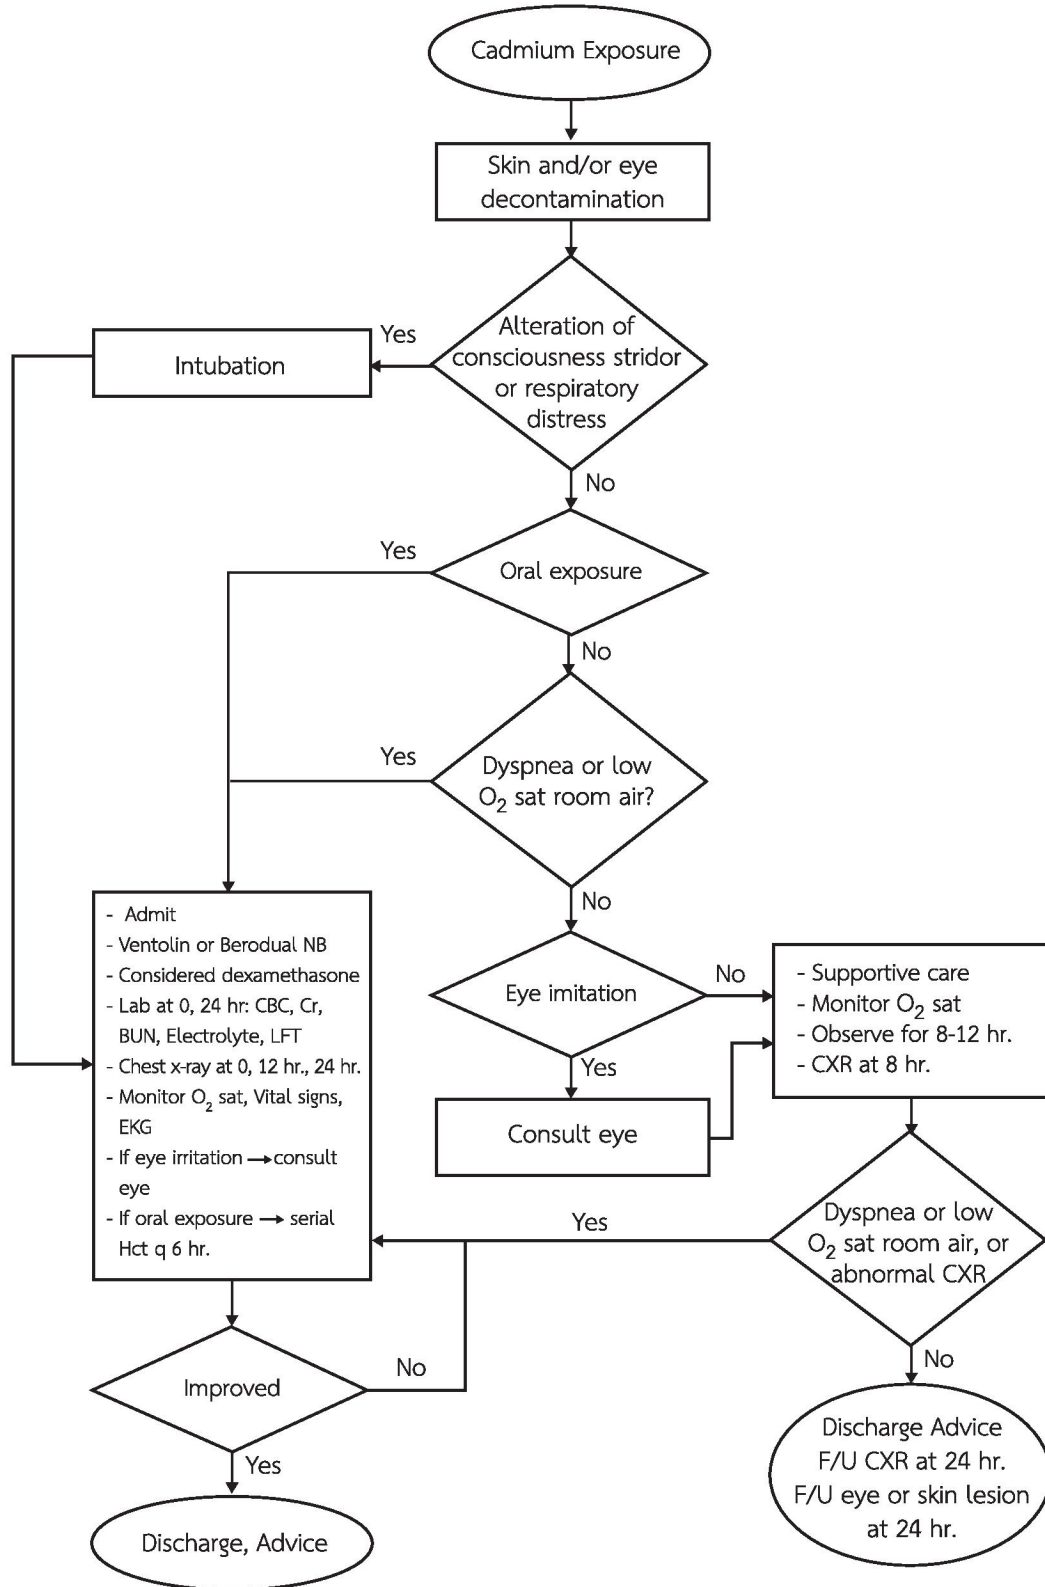 Cadmium Exposure
Skin and/or eye
decontamination
Yes
Intubation
Alteration of
consciousness stridor
or respiratory
distress
No
Yes
Oral exposure
No
Yes
Dyspnea or low
O₂ sat room air?
No
Eye imitation
No
Yes
Consult eye
- Supportive care
- Monitor O₂ sat
- Observe for 8-12 hr.
- CXR at 8 hr.
- Admit
- Ventolin or Berodual NB
- Considered dexamethasone
- Lab at 0, 24 hr: CBC, Cr,
BUN, Electrolyte, LFT
- Chest x-ray at 0, 12 hr., 24 hr.
- Monitor O₂ sat, Vital signs,
EKG
- If eye irritation → consult
eye
- If oral exposure → serial
Hct q 6 hr.
Yes
Dyspnea or low
O₂ sat room air, or
abnormal CXR
No
Improved
No
Yes
Discharge, Advice
Discharge Advice
F/U CXR at 24 hr.
F/U eye or skin lesion
at 24 hr.